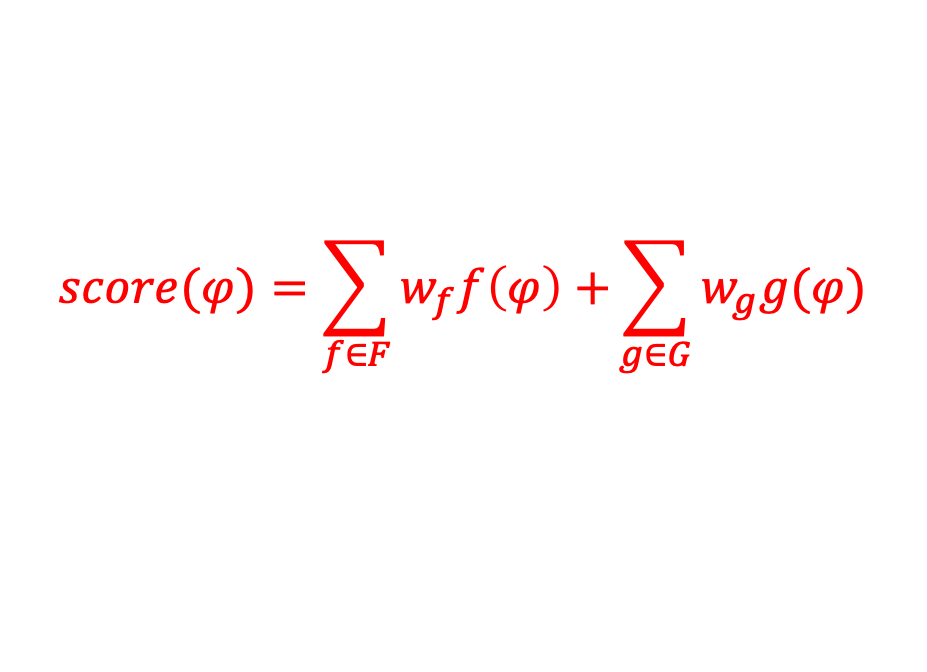 score(φ) = ∑_{f∈F} w_f f(φ) + ∑_{g∈G} w_g g(φ)